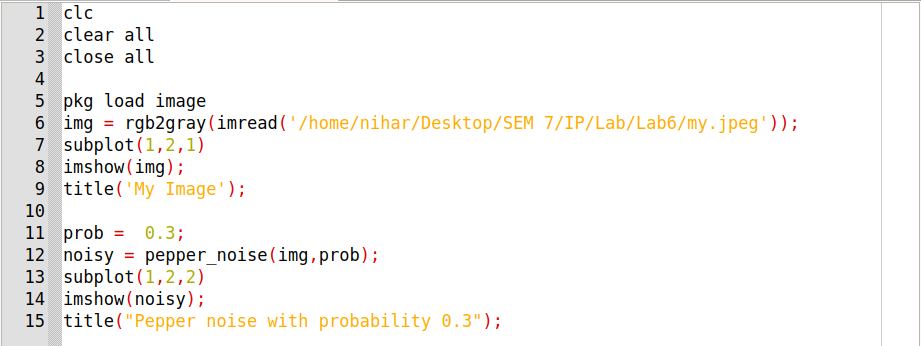 1 clc
2 clear all
3 close all
4
5 pkg load image
6 img = rgb2gray(imread('/home/nihar/Desktop/SEM 7/IP/Lab/Lab6/my.jpeg'));
7 subplot(1,2,1)
8 imshow(img);
9 title('My Image');
10
11 prob =  0.3;
12 noisy = pepper_noise(img,prob);
13 subplot(1,2,2)
14 imshow(noisy);
15 title("Pepper noise with probability 0.3");